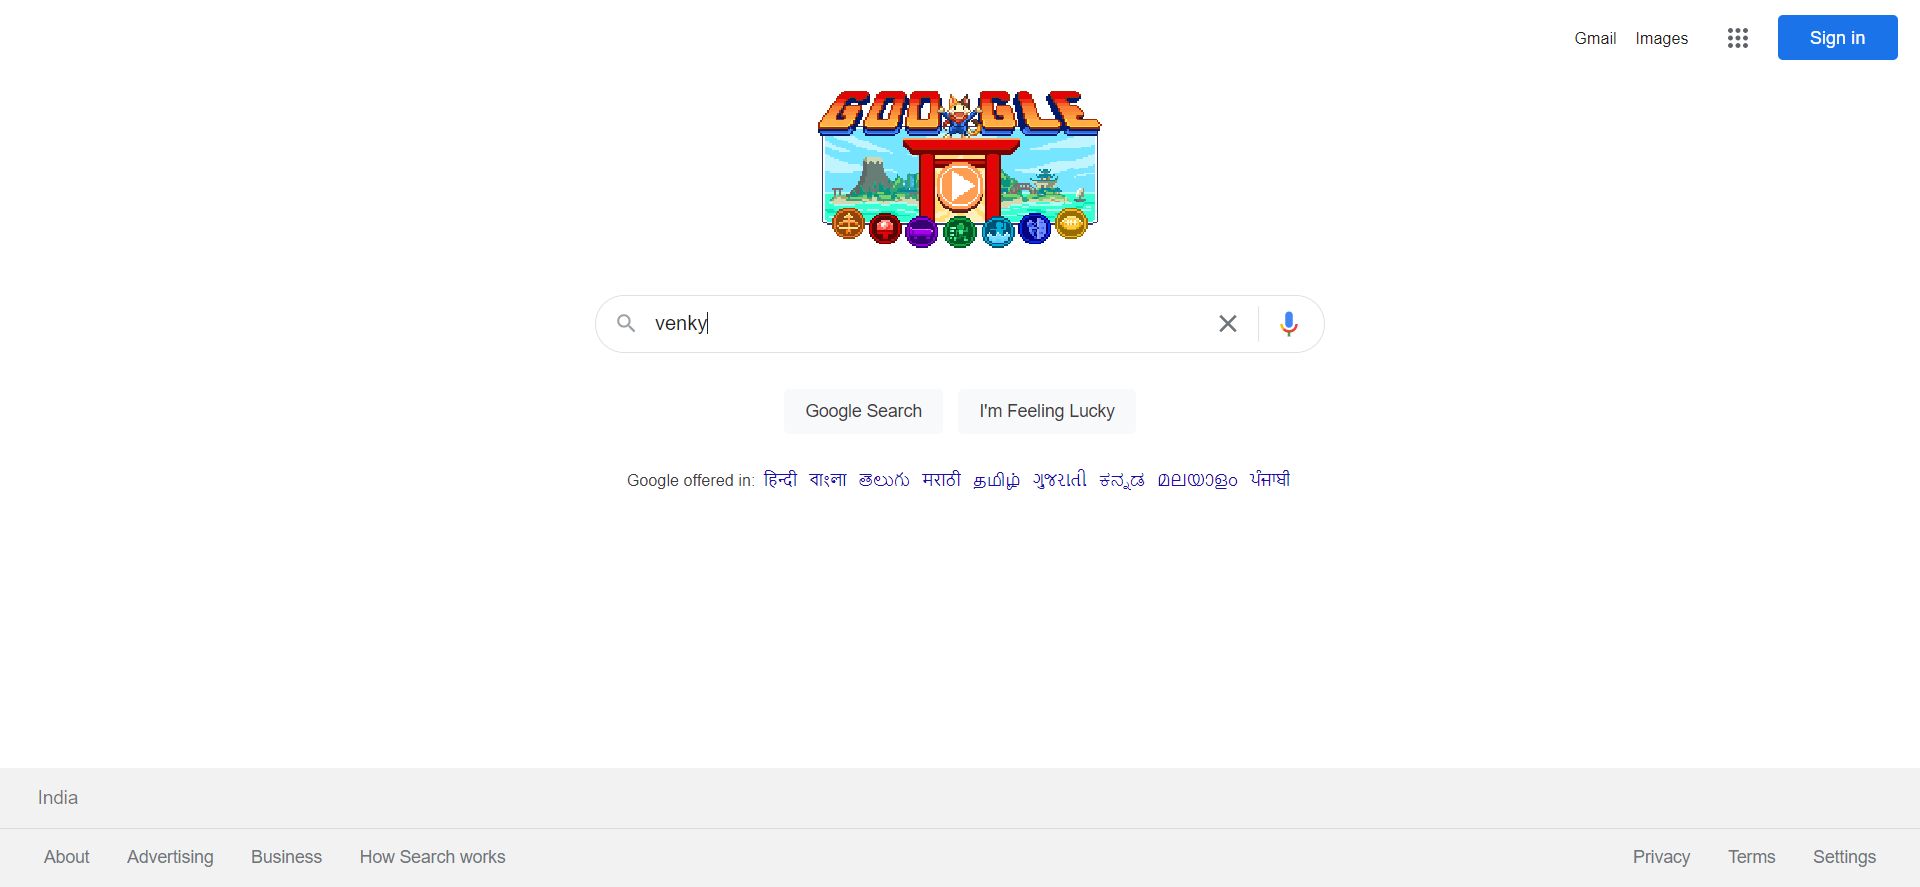 Gmail Images Sign in
GOOGLE
venky
Google Search I'm Feeling Lucky
Google offered in: हिन्दी বাংলা తెలుగు मराठी தமிழ் ગુજરાતી ಕನ್ನಡ മലയാളം ਪੰਜਾਬੀ
India
About Advertising Business How Search works Privacy Terms Settings